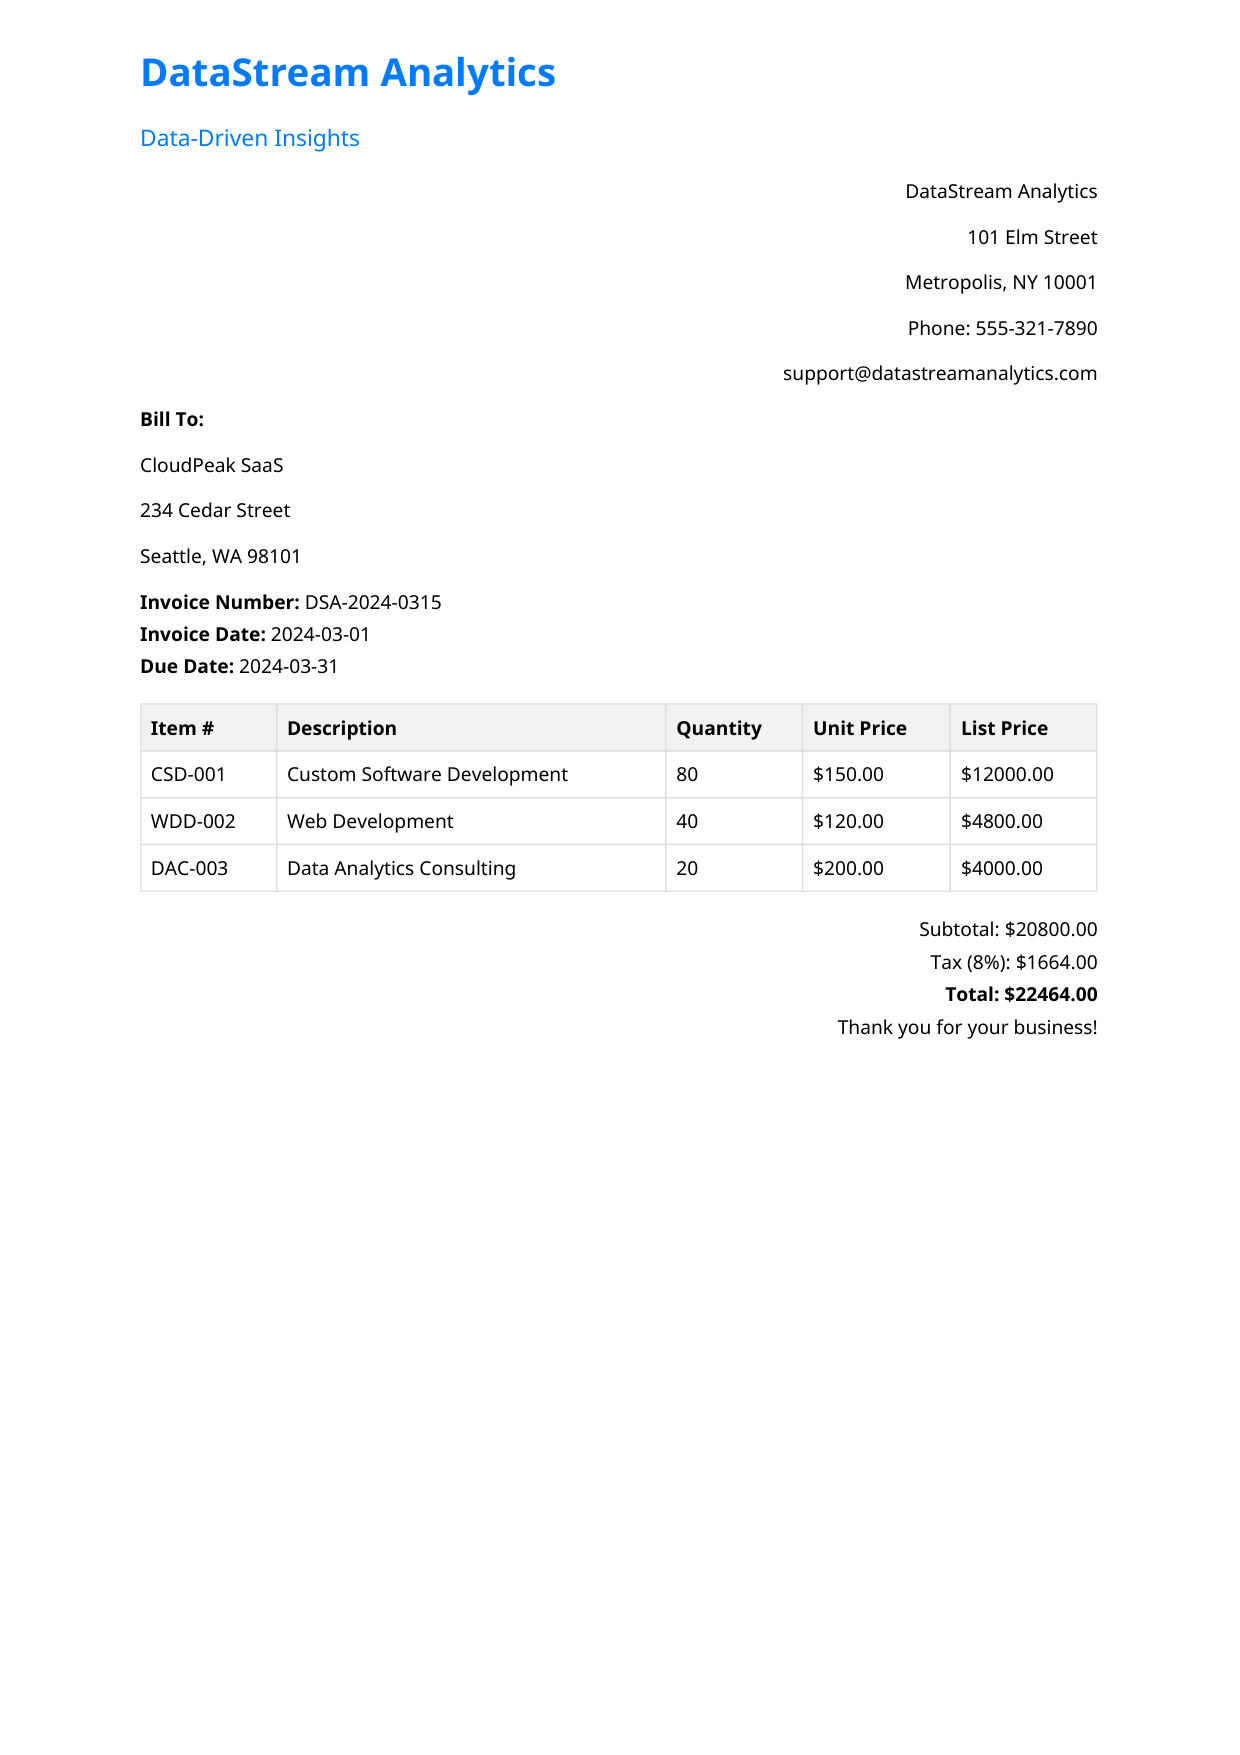 DataStream Analytics
Data-Driven Insights
DataStream Analytics
101 Elm Street
Metropolis, NY 10001
Phone: 555-321-7890
support@datastreamanalytics.com
Bill To:
CloudPeak SaaS
234 Cedar Street
Seattle, WA 98101
Invoice Number: DSA-2024-0315
Invoice Date: 2024-03-01
Due Date: 2024-03-31
Item # Description Quantity Unit Price List Price
CSD-001 Custom Software Development 80 $150.00 $12000.00
WDD-002 Web Development 40 $120.00 $4800.00
DAC-003 Data Analytics Consulting 20 $200.00 $4000.00
Subtotal: $20800.00
Tax (8%): $1664.00
Total: $22464.00
Thank you for your business!